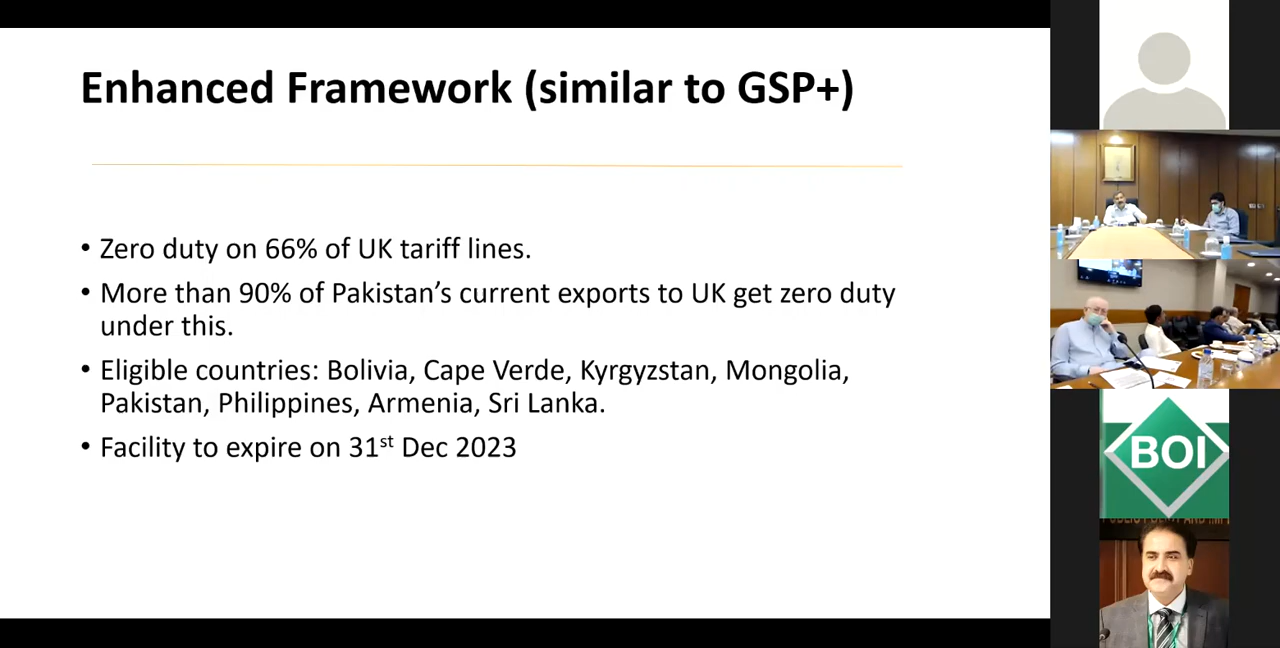 Enhanced Framework (similar to GSP+)
• Zero duty on 66% of UK tariff lines.
• More than 90% of Pakistan’s current exports to UK get zero duty
under this.
• Eligible countries: Bolivia, Cape Verde, Kyrgyzstan, Mongolia,
Pakistan, Philippines, Armenia, Sri Lanka.
• Facility to expire on 31st Dec 2023
BOI